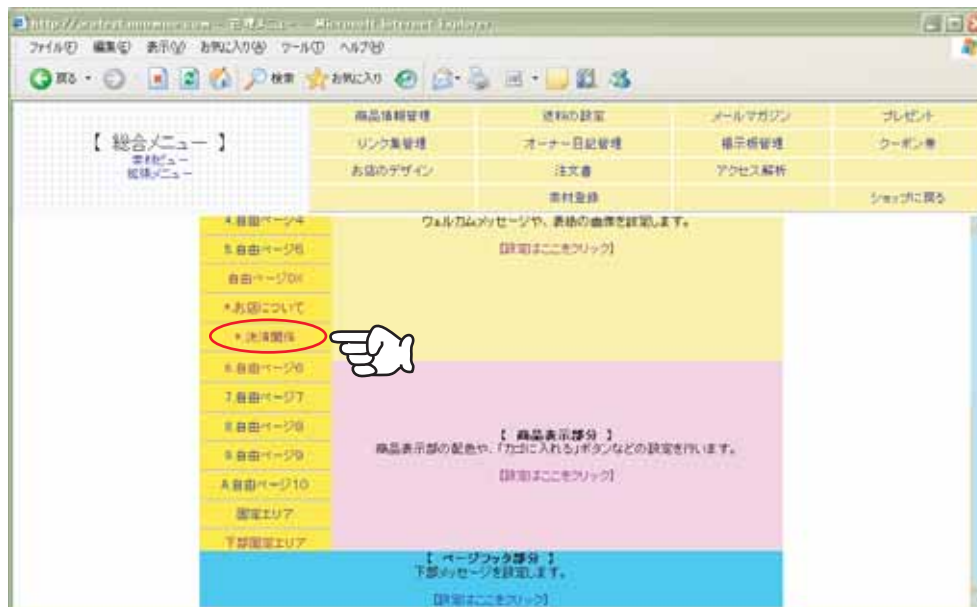 ファイル(F) 編集(E) 表示(V) お気に入り(A) ツール(T) ヘルプ(H)
戻る 検索 お気に入り
【 総合メニュー 】
素材ビュー
拡張メニュー
商品情報管理 送料の設定 メールマガジン プレゼント
リンク集管理 オーナー日記管理 掲示板管理 クーポン券
お店のデザイン 注文書 アクセス解析
素材登録 ショップに戻る
4.自由ページ4
5.自由ページ5
自由ページDX
*.お店について
*.決済関係
6.自由ページ6
7.自由ページ7
8.自由ページ8
9.自由ページ9
A.自由ページ10
固定エリア
下部固定エリア
ウェルカムメッセージや、表紙の画像を設定します。
[設定はここをクリック]
【 商品表示部分 】
商品表示部の配色や、「カゴに入れる」ボタンなどの設定を行います。
[設定はここをクリック]
【 ページフッタ部分 】
下部メッセージを設定します。
[設定はここをクリック]